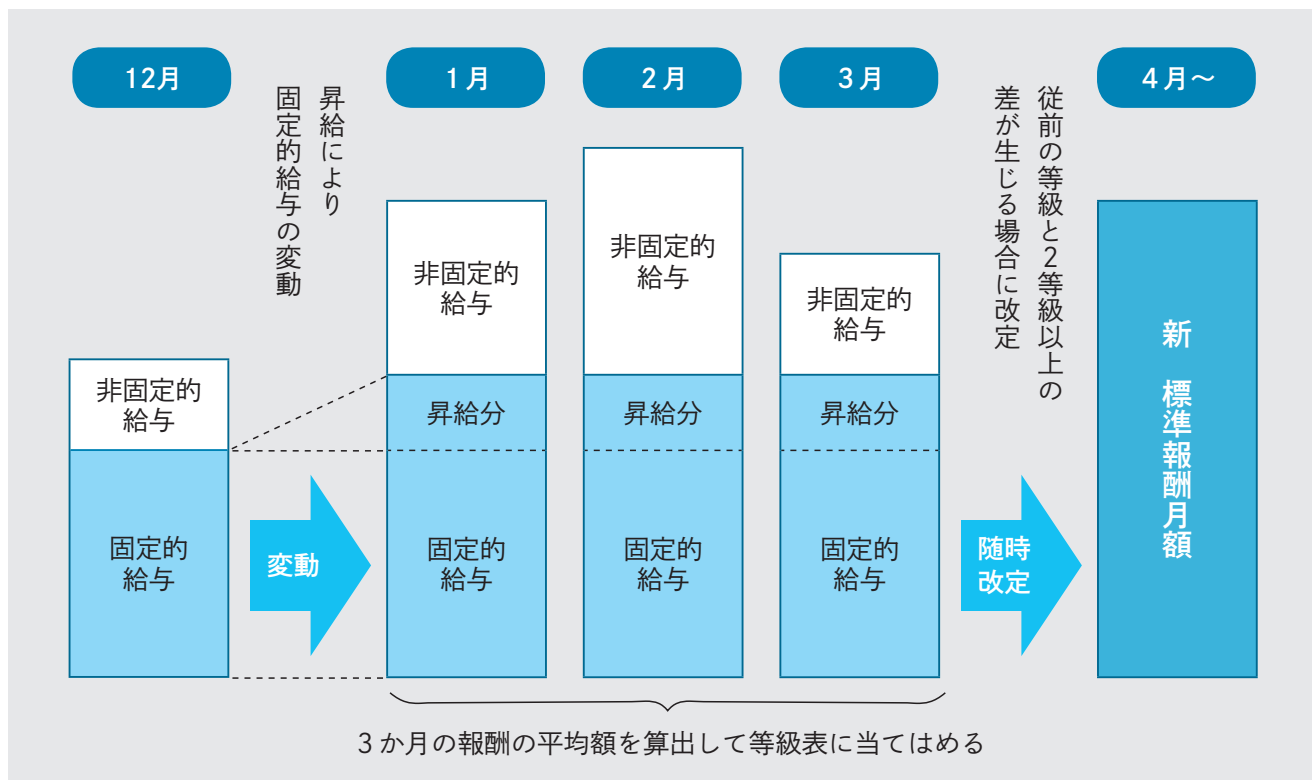 12月
昇給により
固定的給与の変動
1月
2月
3月
従前の等級と2等級以上の
差が生じる場合に改定
4月～
非固定的
給与
固定的
給与
変動
非固定的
給与
昇給分
固定的
給与
非固定的
給与
昇給分
固定的
給与
非固定的
給与
昇給分
固定的
給与
随時
改定
新 標準報酬月額
3か月の報酬の平均額を算出して等級表に当てはめる